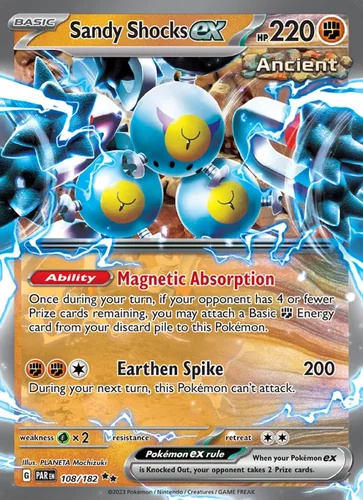 BASIC
Sandy Shocks ex
HP 220
Ancient
Ability Magnetic Absorption
Once during your turn, if your opponent has 4 or fewer
Prize cards remaining, you may attach a Basic Energy
card from your discard pile to this Pokémon.
Earthen Spike 200
During your next turn, this Pokémon can't attack.
weakness ×2 resistance retreat
Illus. PLANETA Mochizuki
Pokémon ex rule
When your Pokémon ex
is Knocked Out, your opponent takes 2 Prize cards.
G PAR EN 108/182
©2023 Pokémon / Nintendo / Creatures / GAME FREAK